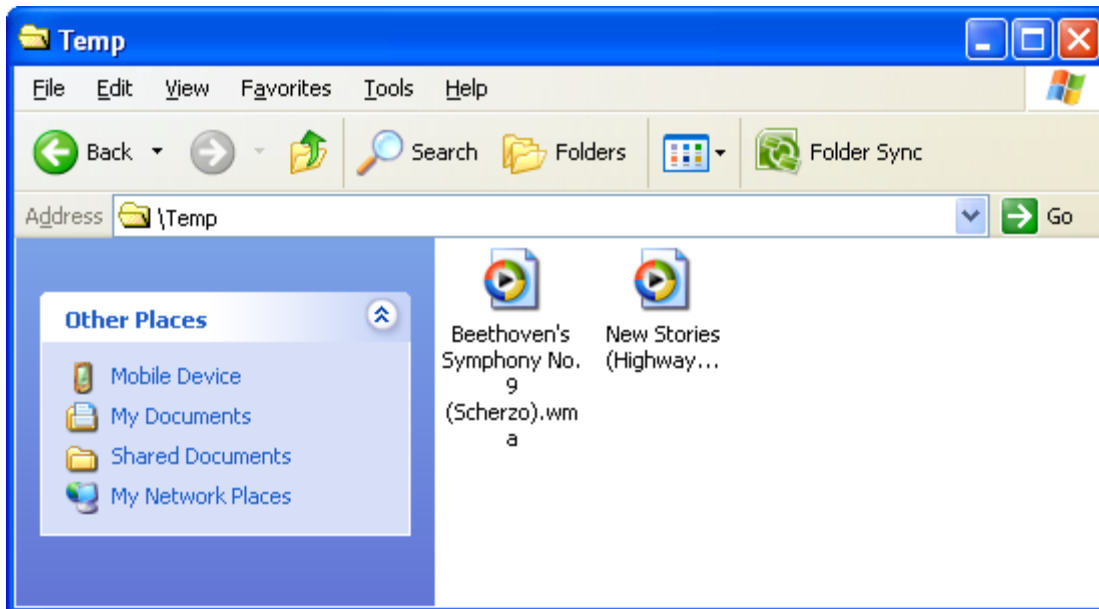 Temp
File Edit View Favorites Tools Help
Back Search Folders Folder Sync
Address \Temp Go
Other Places
Mobile Device
My Documents
Shared Documents
My Network Places
Beethoven's
Symphony No.
9
(Scherzo).wm
a
New Stories
(Highway...